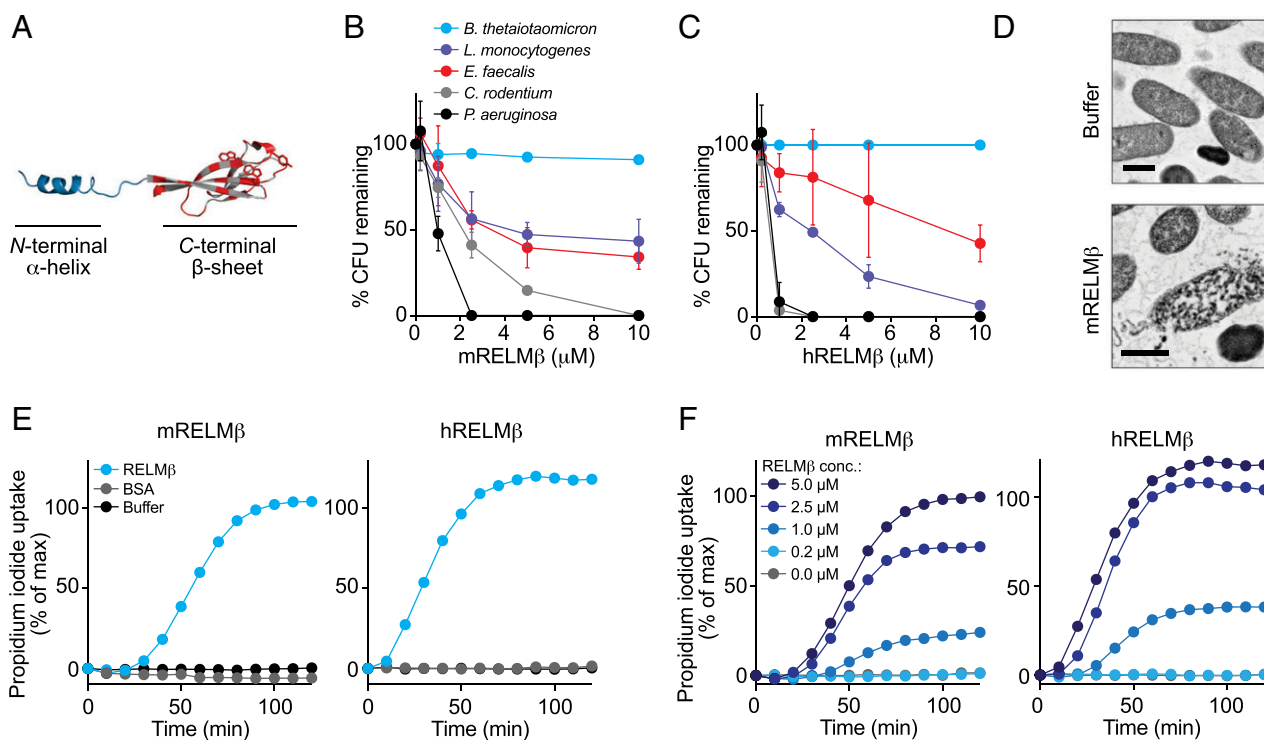 A
N-terminal
α-helix
C-terminal
β-sheet
B
B. thetaiotaomicron
L. monocytogenes
E. faecalis
C. rodentium
P. aeruginosa
% CFU remaining
100
50
0
0 2 4 6 8 10
mRELMβ (μM)
C
% CFU remaining
100
50
0
0 2 4 6 8 10
hRELMβ (μM)
D
Buffer
mRELMβ
E
mRELMβ
RELMβ
BSA
Buffer
Propidium iodide uptake
(% of max)
100
50
0
0 50 100
Time (min)
hRELMβ
100
50
0
0 50 100
Time (min)
F
mRELMβ
RELMβ conc.:
5.0 μM
2.5 μM
1.0 μM
0.2 μM
0.0 μM
Propidium iodide uptake
(% of max)
100
50
0
0 50 100
Time (min)
hRELMβ
100
50
0
0 50 100
Time (min)